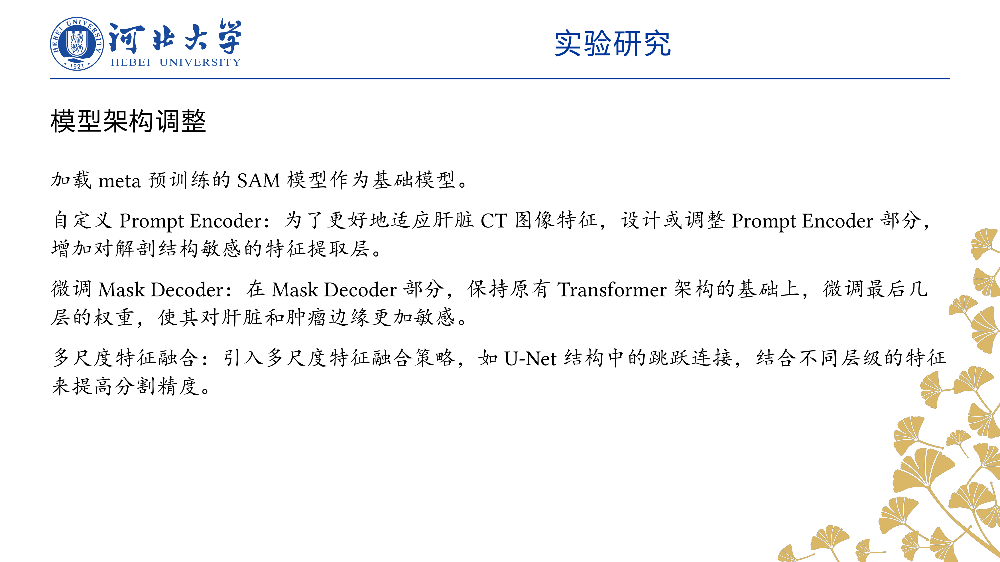 HEBEI UNIVERSITY
1921
河北大学
HEBEI UNIVERSITY
实验研究
模型架构调整
加载 meta 预训练的 SAM 模型作为基础模型。
自定义 Prompt Encoder：为了更好地适应肝脏 CT 图像特征，设计或调整 Prompt Encoder 部分，
增加对解剖结构敏感的特征提取层。
微调 Mask Decoder：在 Mask Decoder 部分，保持原有 Transformer 架构的基础上，微调最后几
层的权重，使其对肝脏和肿瘤边缘更加敏感。
多尺度特征融合：引入多尺度特征融合策略，如 U-Net 结构中的跳跃连接，结合不同层级的特征
来提高分割精度。